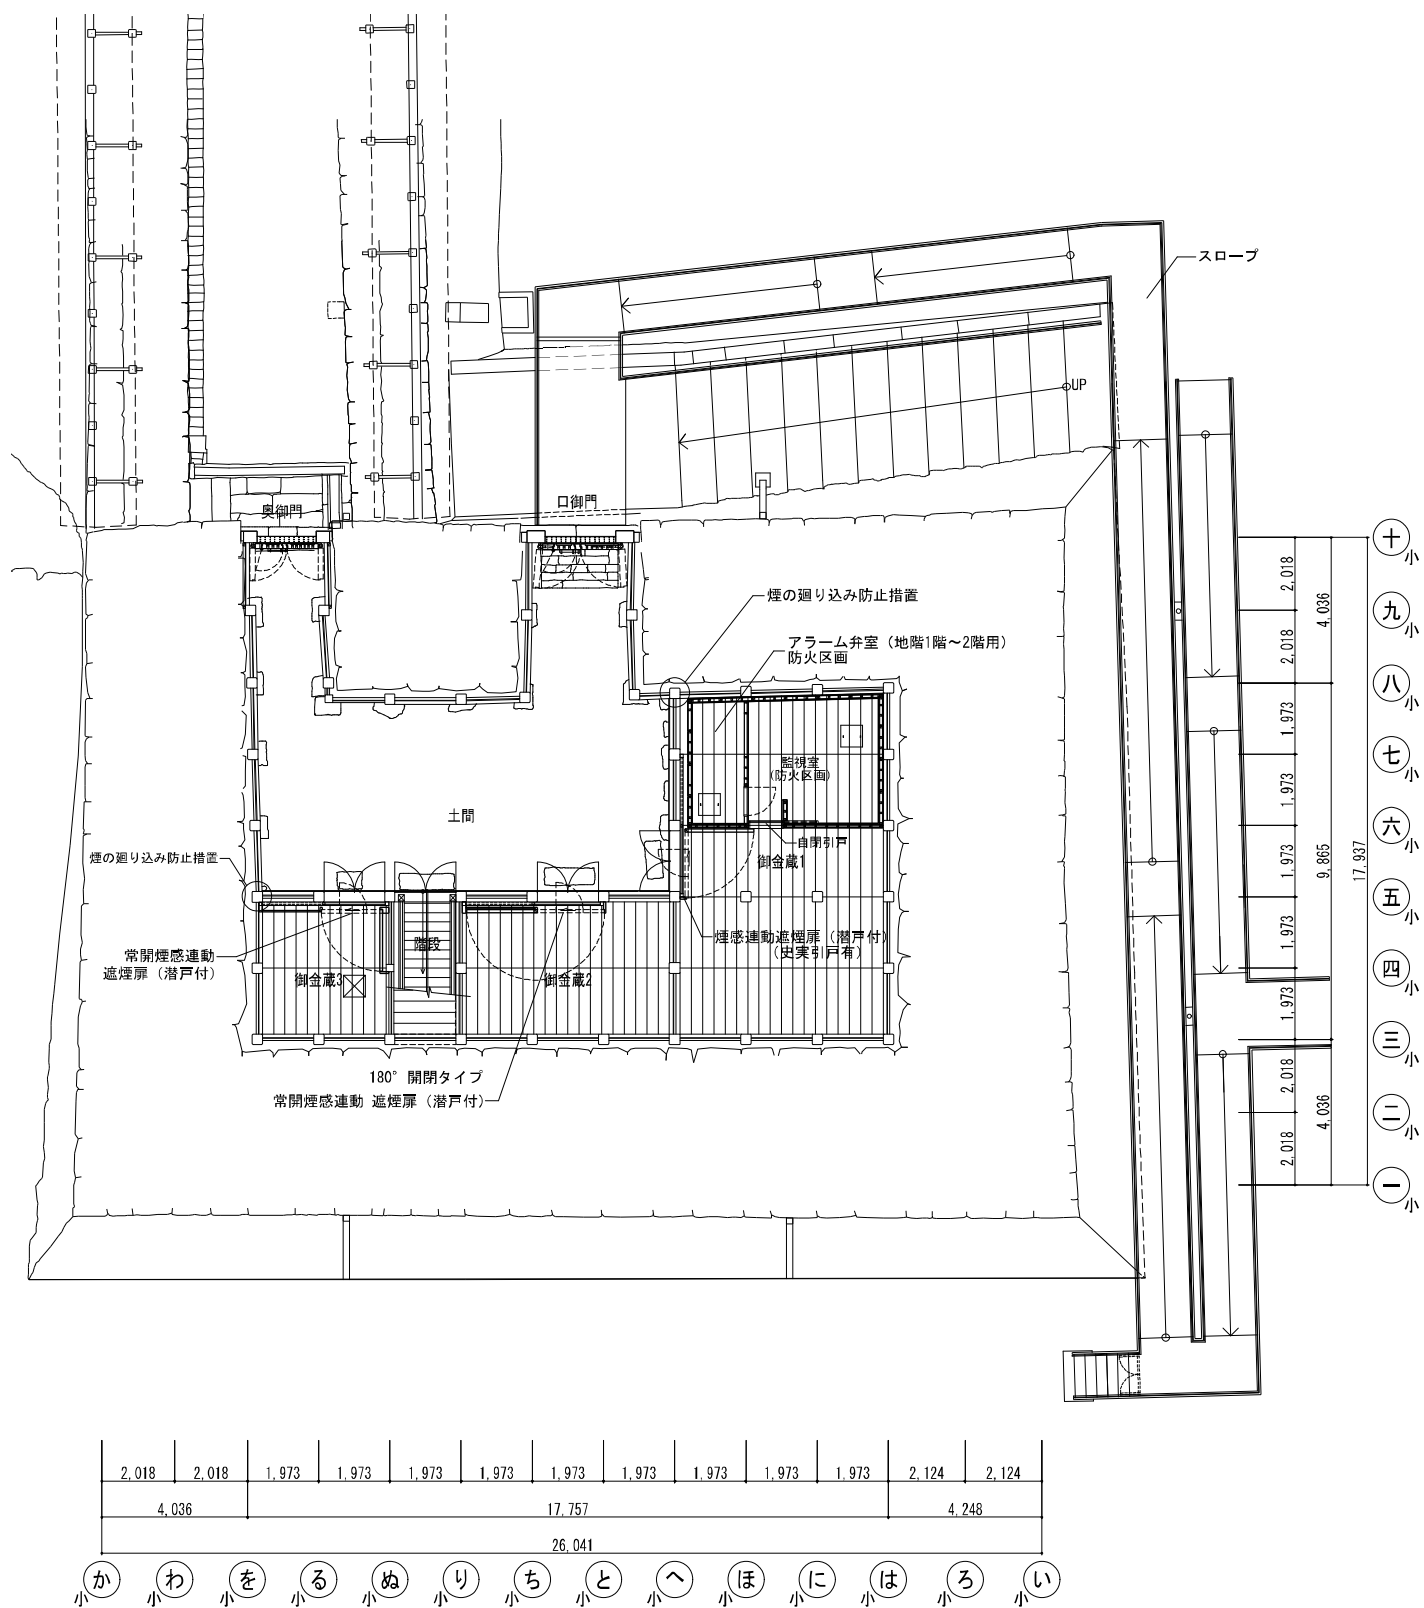 スロープ
UP
奥御門
口御門
煙の廻り込み防止措置
アラーム弁室（地階1階～2階用）
防火区画
監視室
(防火区画)
土間
自閉引戸
煙の廻り込み防止措置
御金蔵1
常開煙感連動
遮煙扉（潜戸付）
階段
煙感連動遮煙扉（潜戸付）
（史実引戸有）
御金蔵3
御金蔵2
180°開閉タイプ
常開煙感連動 遮煙扉（潜戸付）
2,018
2,018
1,973
1,973
1,973
1,973
1,973
2,018
2,018
4,036
9,865
4,036
17,937
十 小
九 小
八 小
七 小
六 小
五 小
四 小
三 小
二 小
一 小
2,018 2,018 1,973 1,973 1,973 1,973 1,973 1,973 1,973 1,973 1,973 2,124 2,124
4,036 17,757 4,248
26,041
か わ を る ぬ り ち と へ ほ に は ろ い
小 小 小 小 小 小 小 小 小 小 小 小 小 小